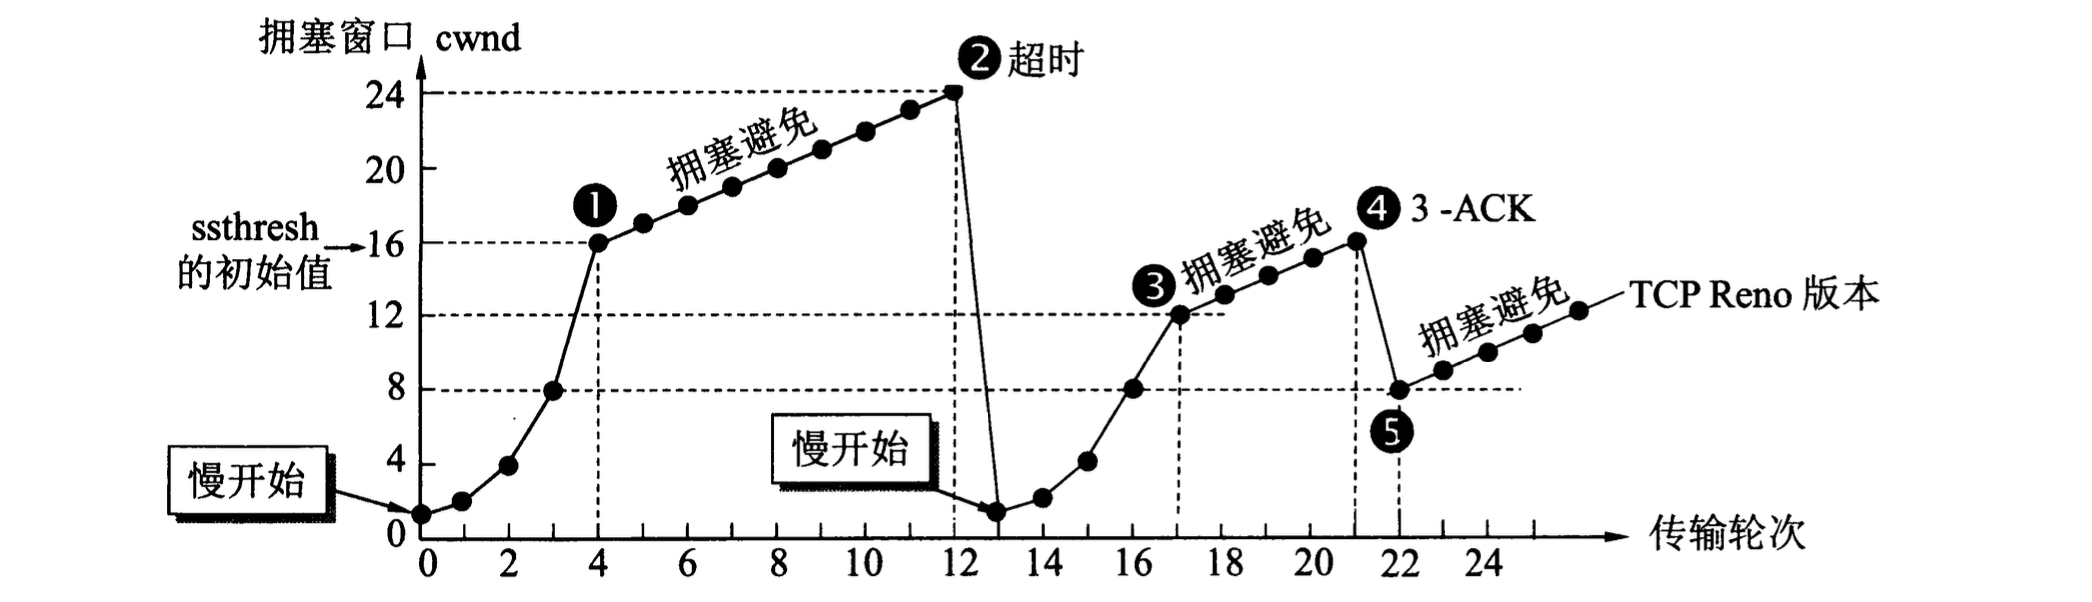 拥塞窗口 cwnd
❷超时
24
拥塞避免
20
❶
ssthresh
的初始值
16
❹ 3 -ACK
❸
拥塞避免
12
TCP Reno 版本
拥塞避免
8
❺
慢开始
4
慢开始
0
传输轮次
0 2 4 6 8 10 12 14 16 18 20 22 24